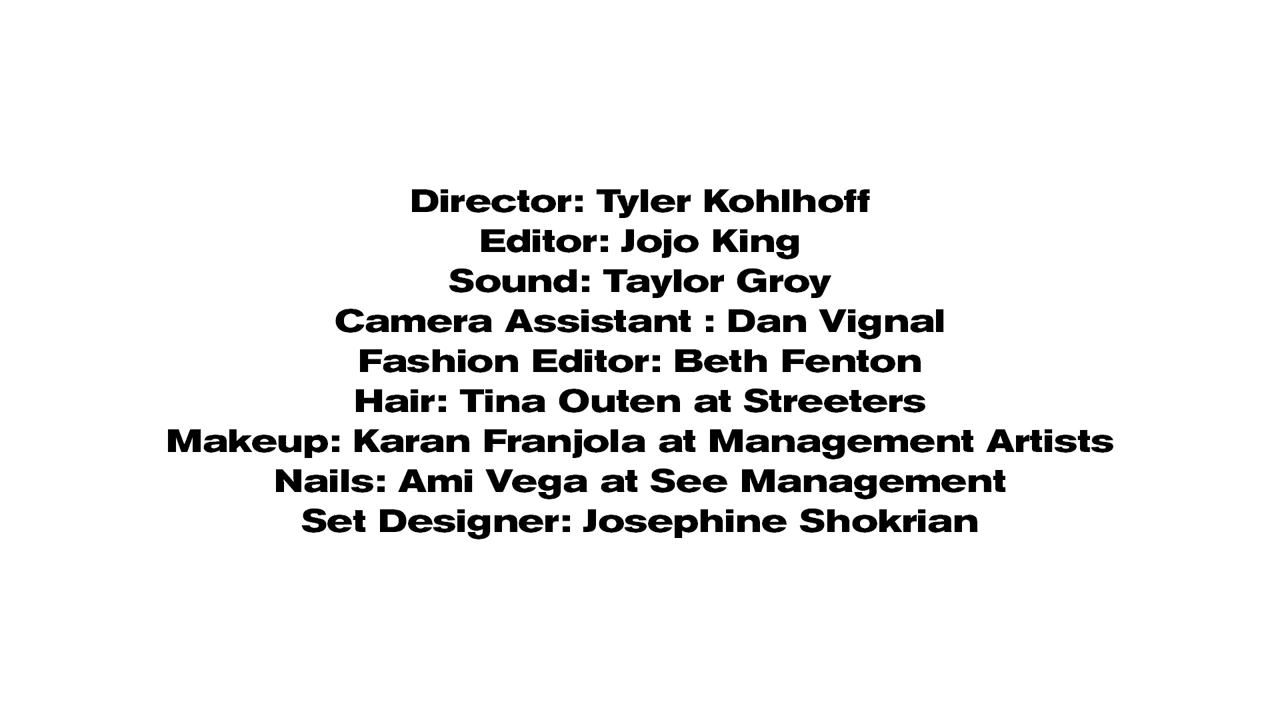 Director: Tyler Kohlhoff
Editor: Jojo King
Sound: Taylor Groy
Camera Assistant : Dan Vignal
Fashion Editor: Beth Fenton
Hair: Tina Outen at Streeters
Makeup: Karan Franjola at Management Artists
Nails: Ami Vega at See Management
Set Designer: Josephine Shokrian